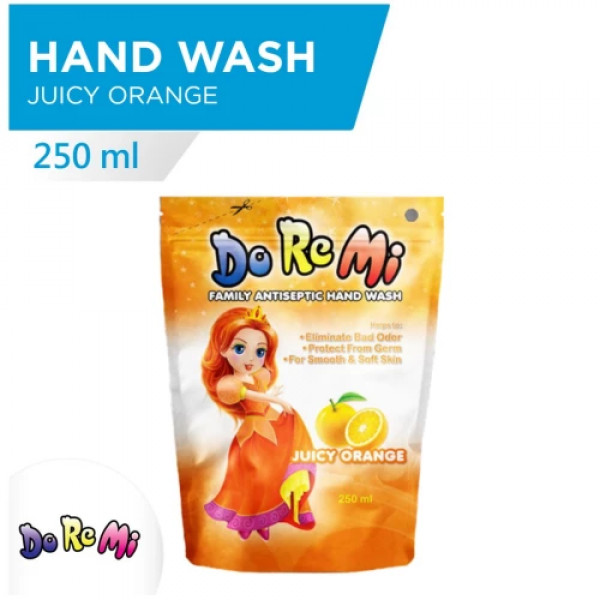 HAND WASH
JUICY ORANGE
250 ml
Do Re Mi
FAMILY ANTISEPTIC HAND WASH
•Eliminate Bad Odor
•Protect From Germ
•For Smooth & Soft Skin
JUICY ORANGE
250 ml
Do Re Mi